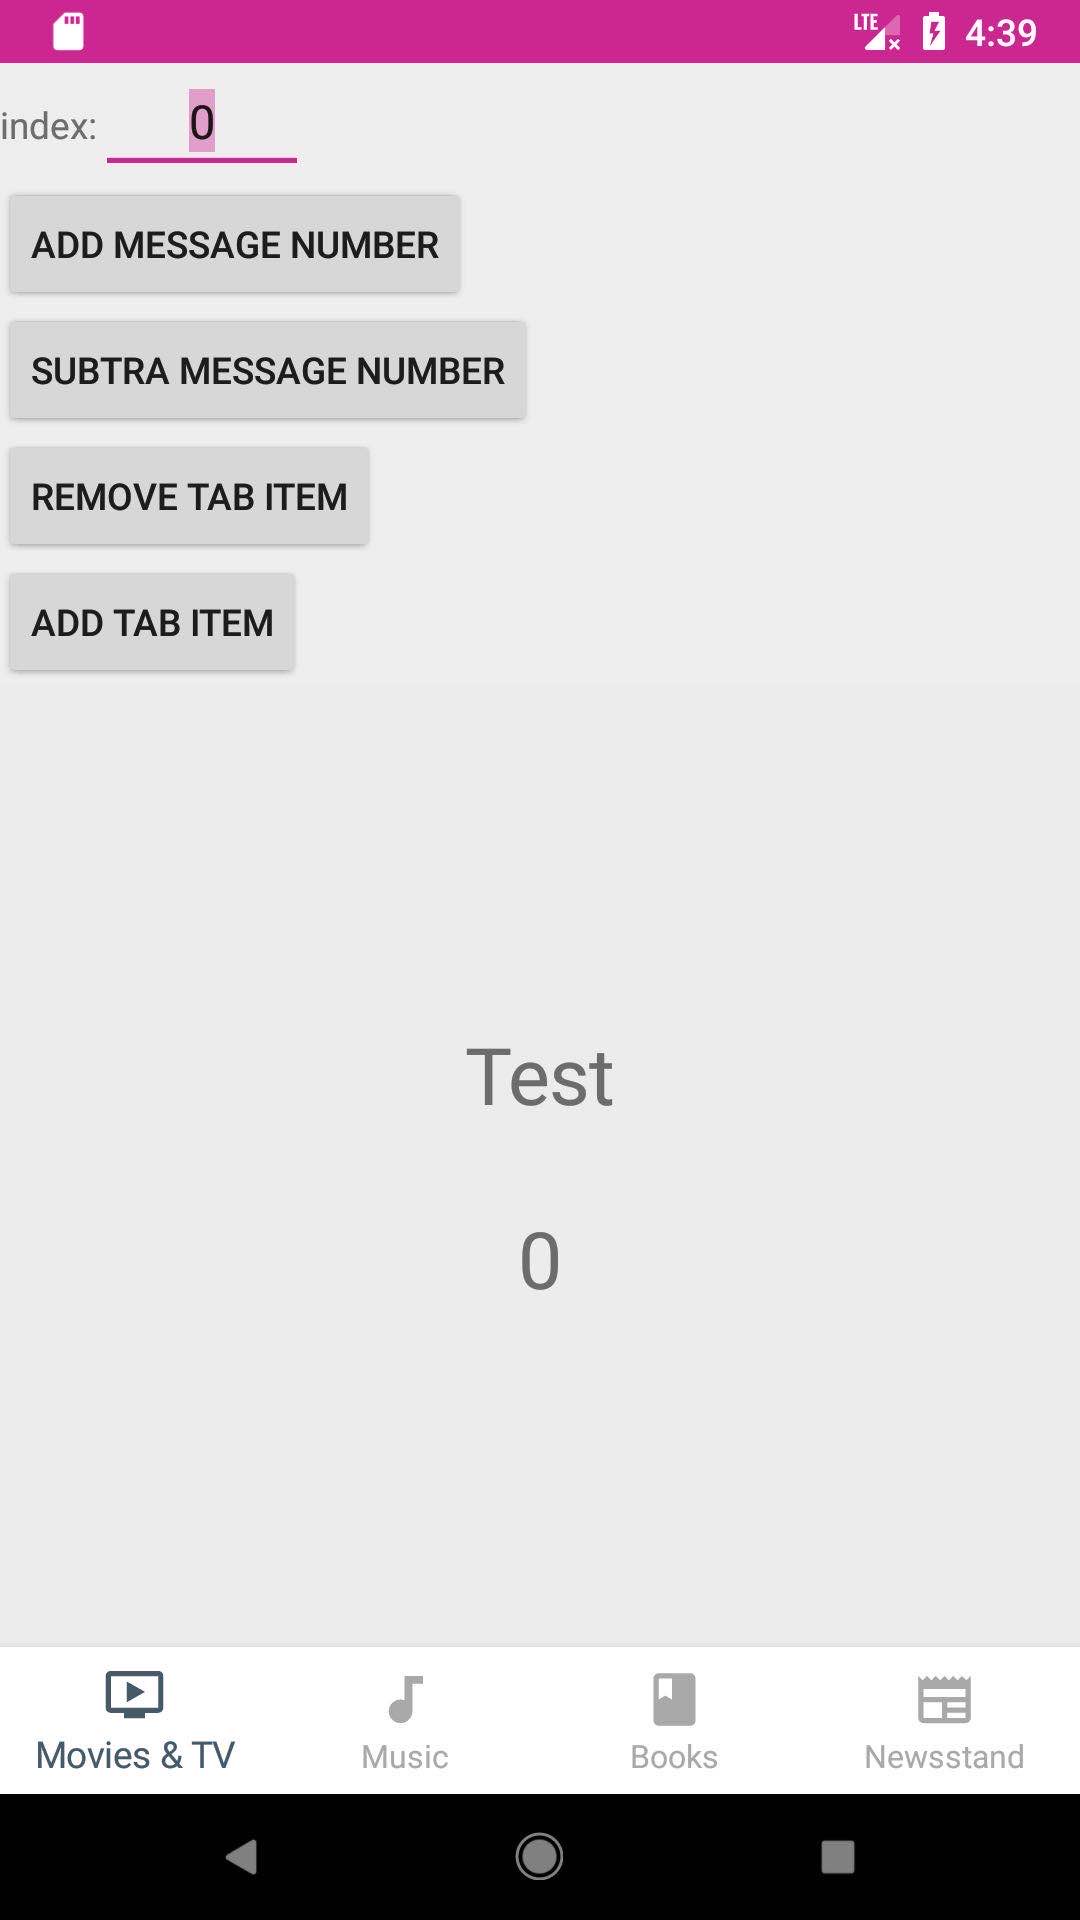 LTE 4:39
index: 0
ADD MESSAGE NUMBER
SUBTRA MESSAGE NUMBER
REMOVE TAB ITEM
ADD TAB ITEM
Test
0
Movies & TV Music Books Newsstand